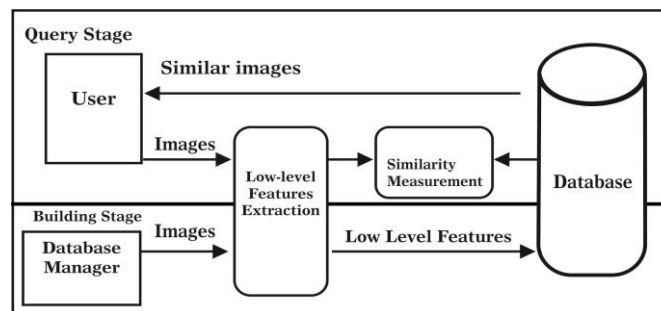 Query Stage
Similar images
User
Images
Low-level
Features
Extraction
Similarity
Measurement
Database
Building Stage
Database
Manager
Images
Low Level Features